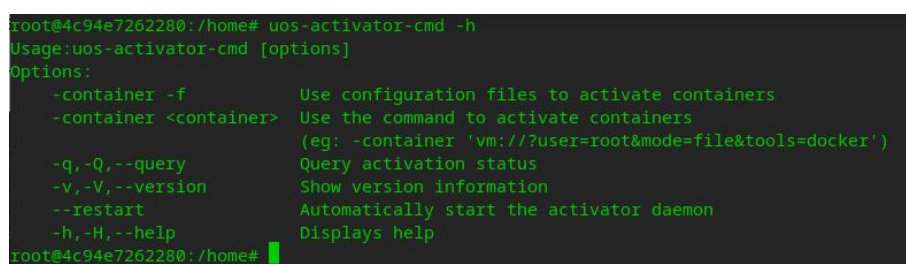 root@4c94e7262280:/home# uos-activator-cmd -h
Usage:uos-activator-cmd [options]
Options:
    -container -f            Use configuration files to activate containers
    -container <container>   Use the command to activate containers
                             (eg: -container 'vm://?user=root&mode=file&tools=docker')
    -q,-Q,--query            Query activation status
    -v,-V,--version          Show version information
    --restart                Automatically start the activator daemon
    -h,-H,--help             Displays help
root@4c94e7262280:/home#